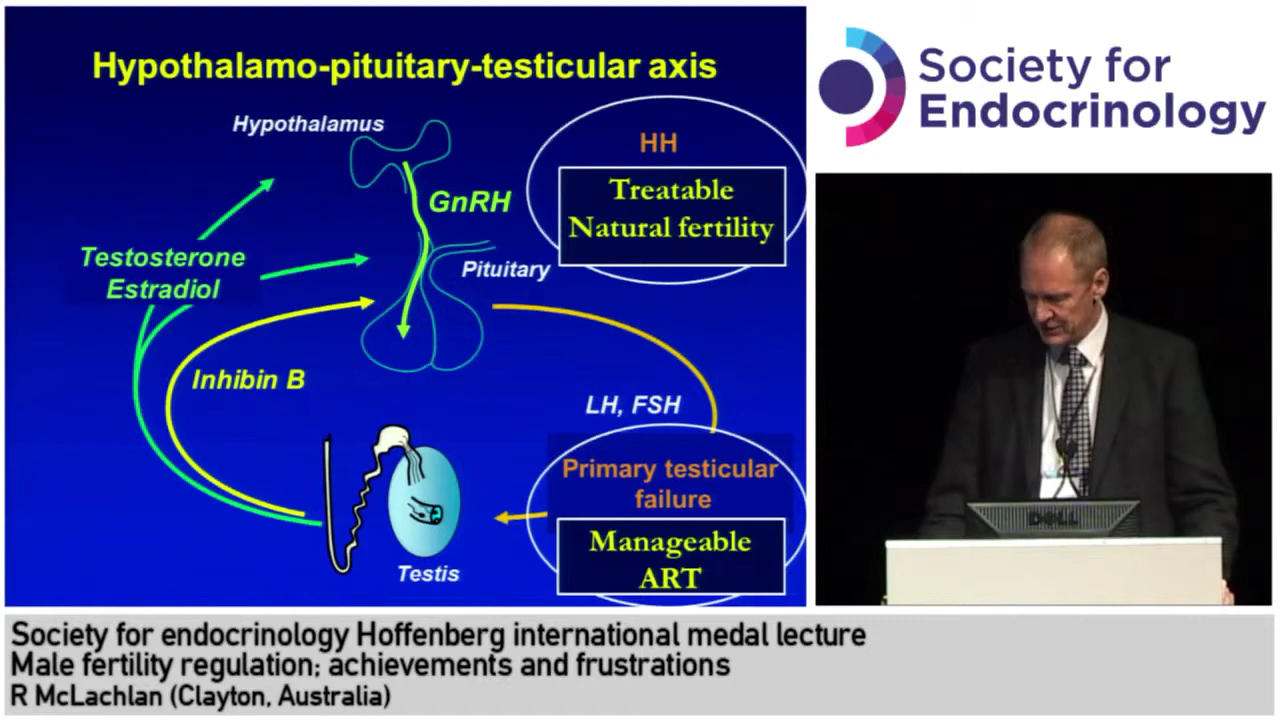 Hypothalamo-pituitary-testicular axis
Hypothalamus
HH
Treatable
Natural fertility
GnRH
Testosterone
Estradiol
Pituitary
Inhibin B
LH, FSH
Primary testicular
failure
Manageable
ART
Testis
Society for
Endocrinology
DELL
Society for endocrinology Hoffenberg international medal lecture
Male fertility regulation; achievements and frustrations
R McLachlan (Clayton, Australia)